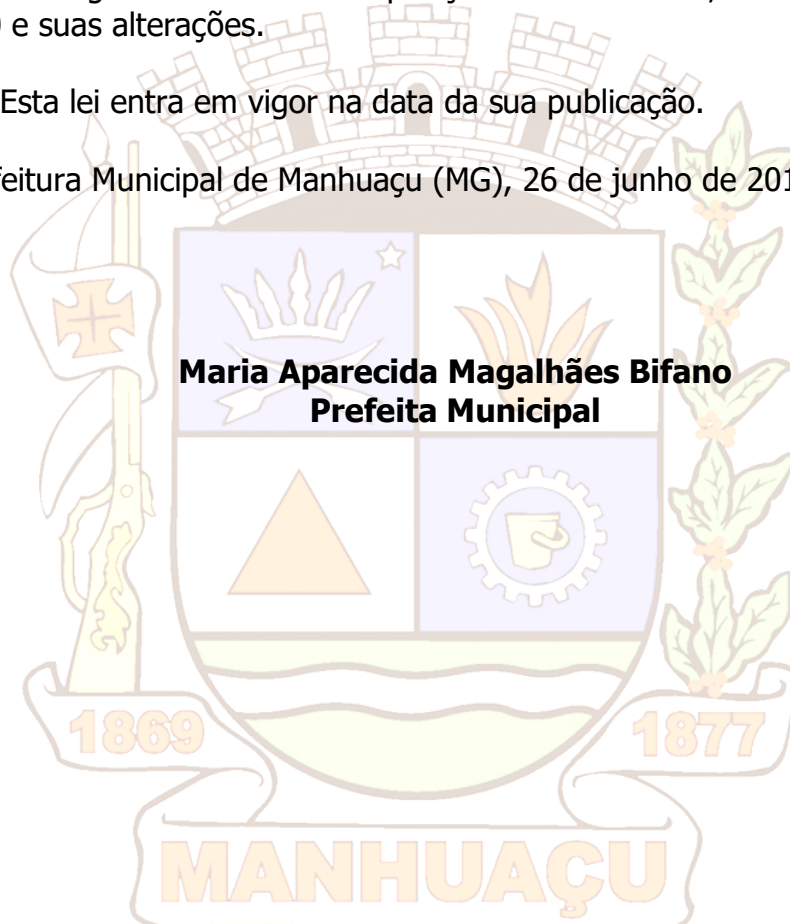 ) e suas alterações.
Esta lei entra em vigor na data da sua publicação.
feitura Municipal de Manhuaçu (MG), 26 de junho de 201
Maria Aparecida Magalhães Bifano
Prefeita Municipal
1869
1877
MANHUAÇU